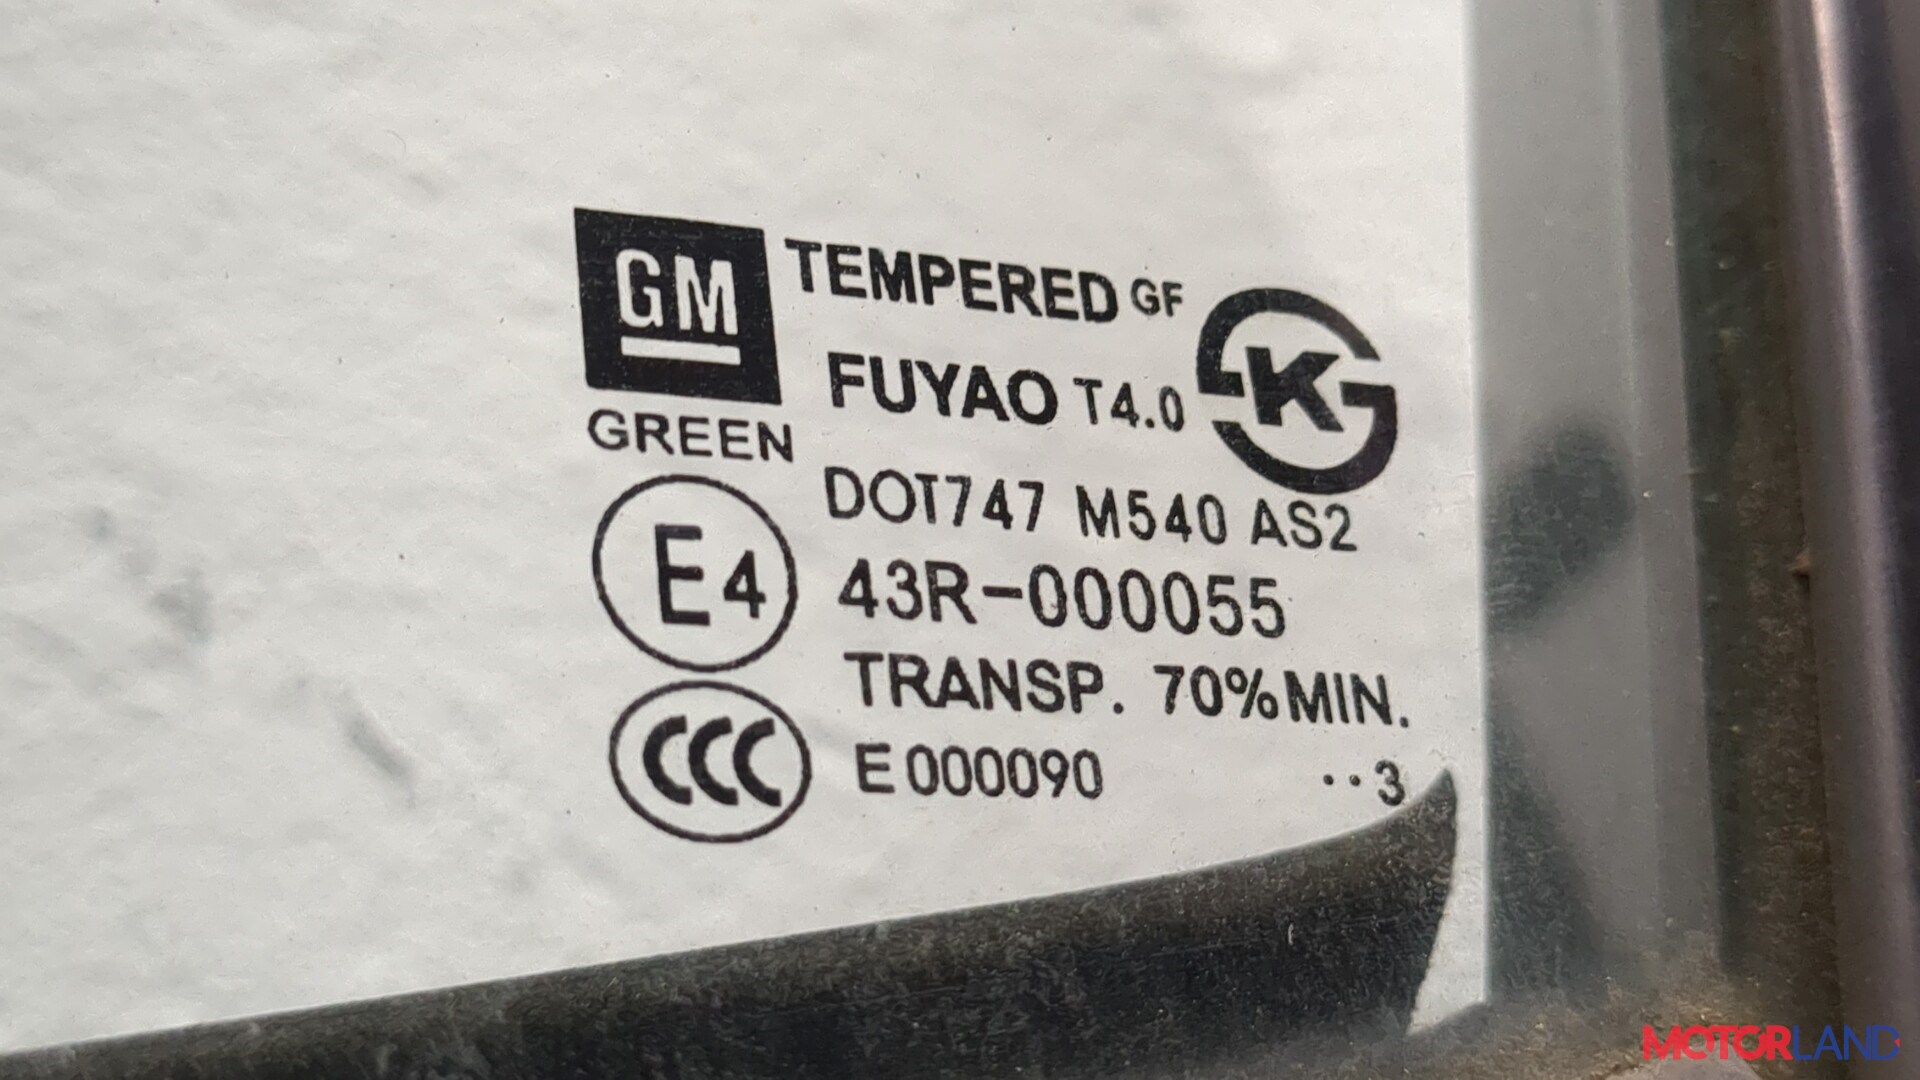 GM
GREEN
TEMPERED GF
FUYAO T4.0
K
DOT747 M540 AS2
E4
43R-000055
TRANSP. 70%MIN.
CCC
E000090 ..3
MOTORLAND